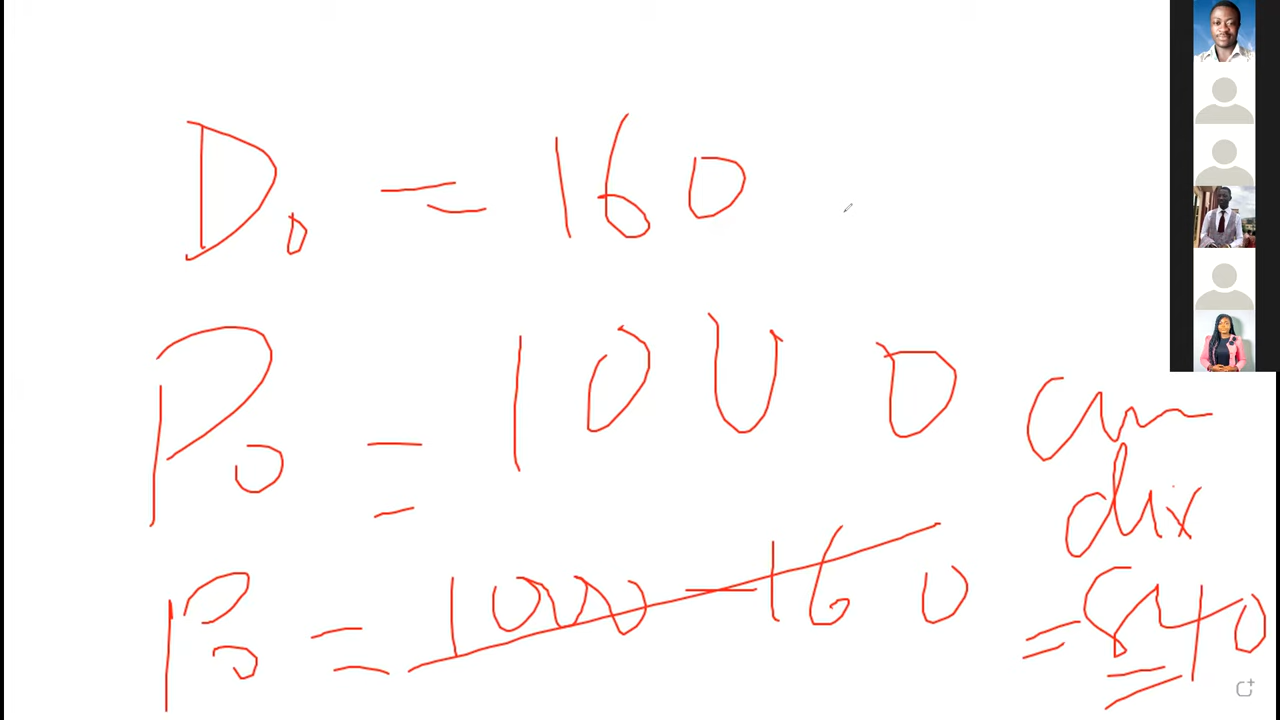 D₀ = 160
P₀ = 1000 cum div
P₀ = 1000 - 160 = 840